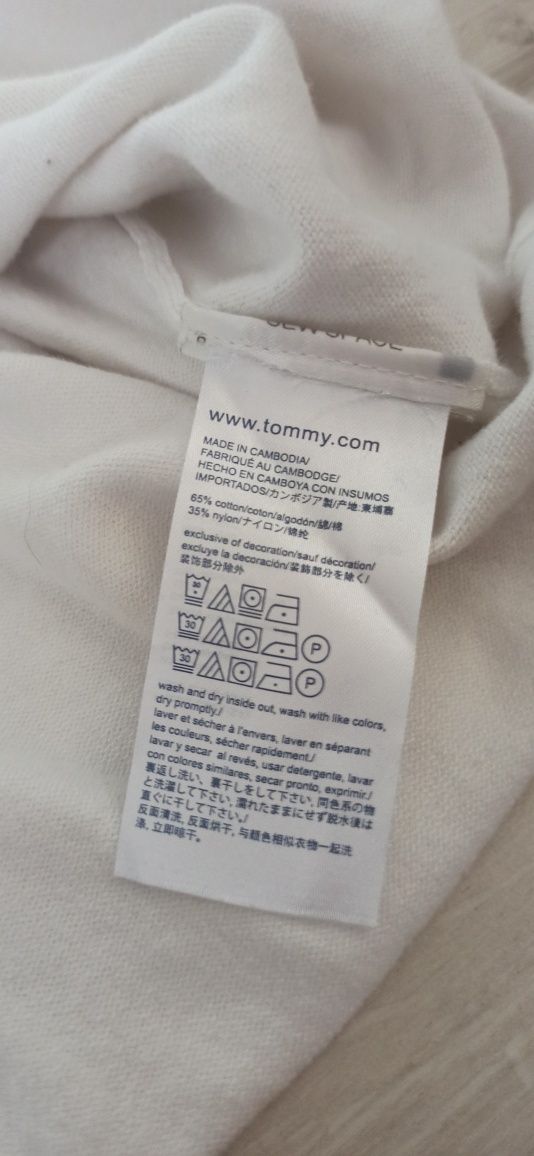 SEW SPACE
www.tommy.com
MADE IN CAMBODIA/
FABRIQUÉ AU CAMBODGE/
HECHO EN CAMBOYA CON INSUMOS
IMPORTADOS/カンボジア製/产地:柬埔寨
65% cotton/coton/algodón/綿/棉
35% nylon/ナイロン/锦纶
exclusive of decoration/sauf décoration/
excluye la decoración/装飾部分を除く/
装饰部分除外
30
30 P
30 P
wash and dry inside out, wash with like colors,
dry promptly./
laver et sécher à l'envers, laver en séparant
les couleurs, sécher rapidement./
lavar y secar al revés, usar detergente, lavar
con colores similares, secar pronto, exprimir./
裏返し洗い、裏干しをして下さい, 同色系の物
と洗濯して下さい, 濡れたままにせず脱水後は
直ぐに干して下さい。/
反面清洗, 反面烘干, 与颜色相似衣物一起洗
涤, 立即晾干。